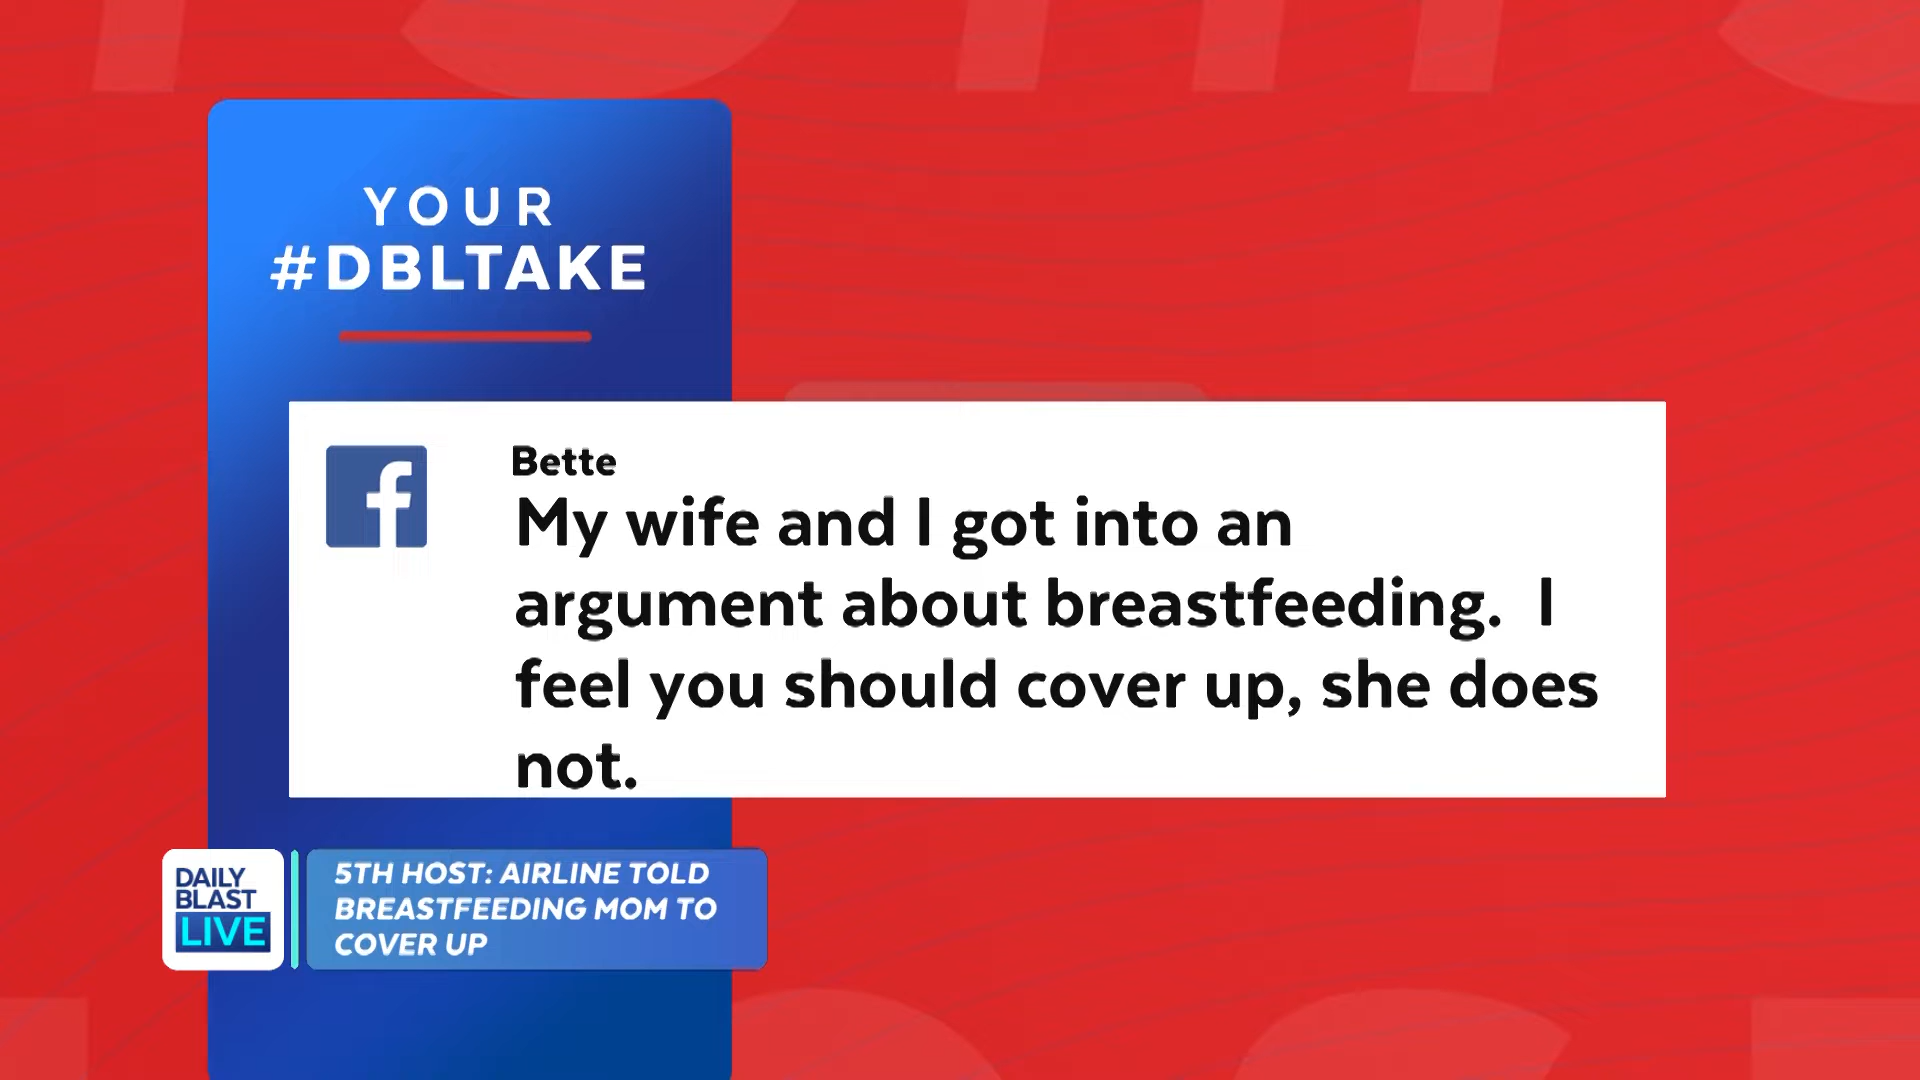 YOUR
#DBLTAKE
f
Bette
My wife and I got into an
argument about breastfeeding.  I
feel you should cover up, she does
not.
DAILY
BLAST
LIVE
5TH HOST: AIRLINE TOLD
BREASTFEEDING MOM TO
COVER UP